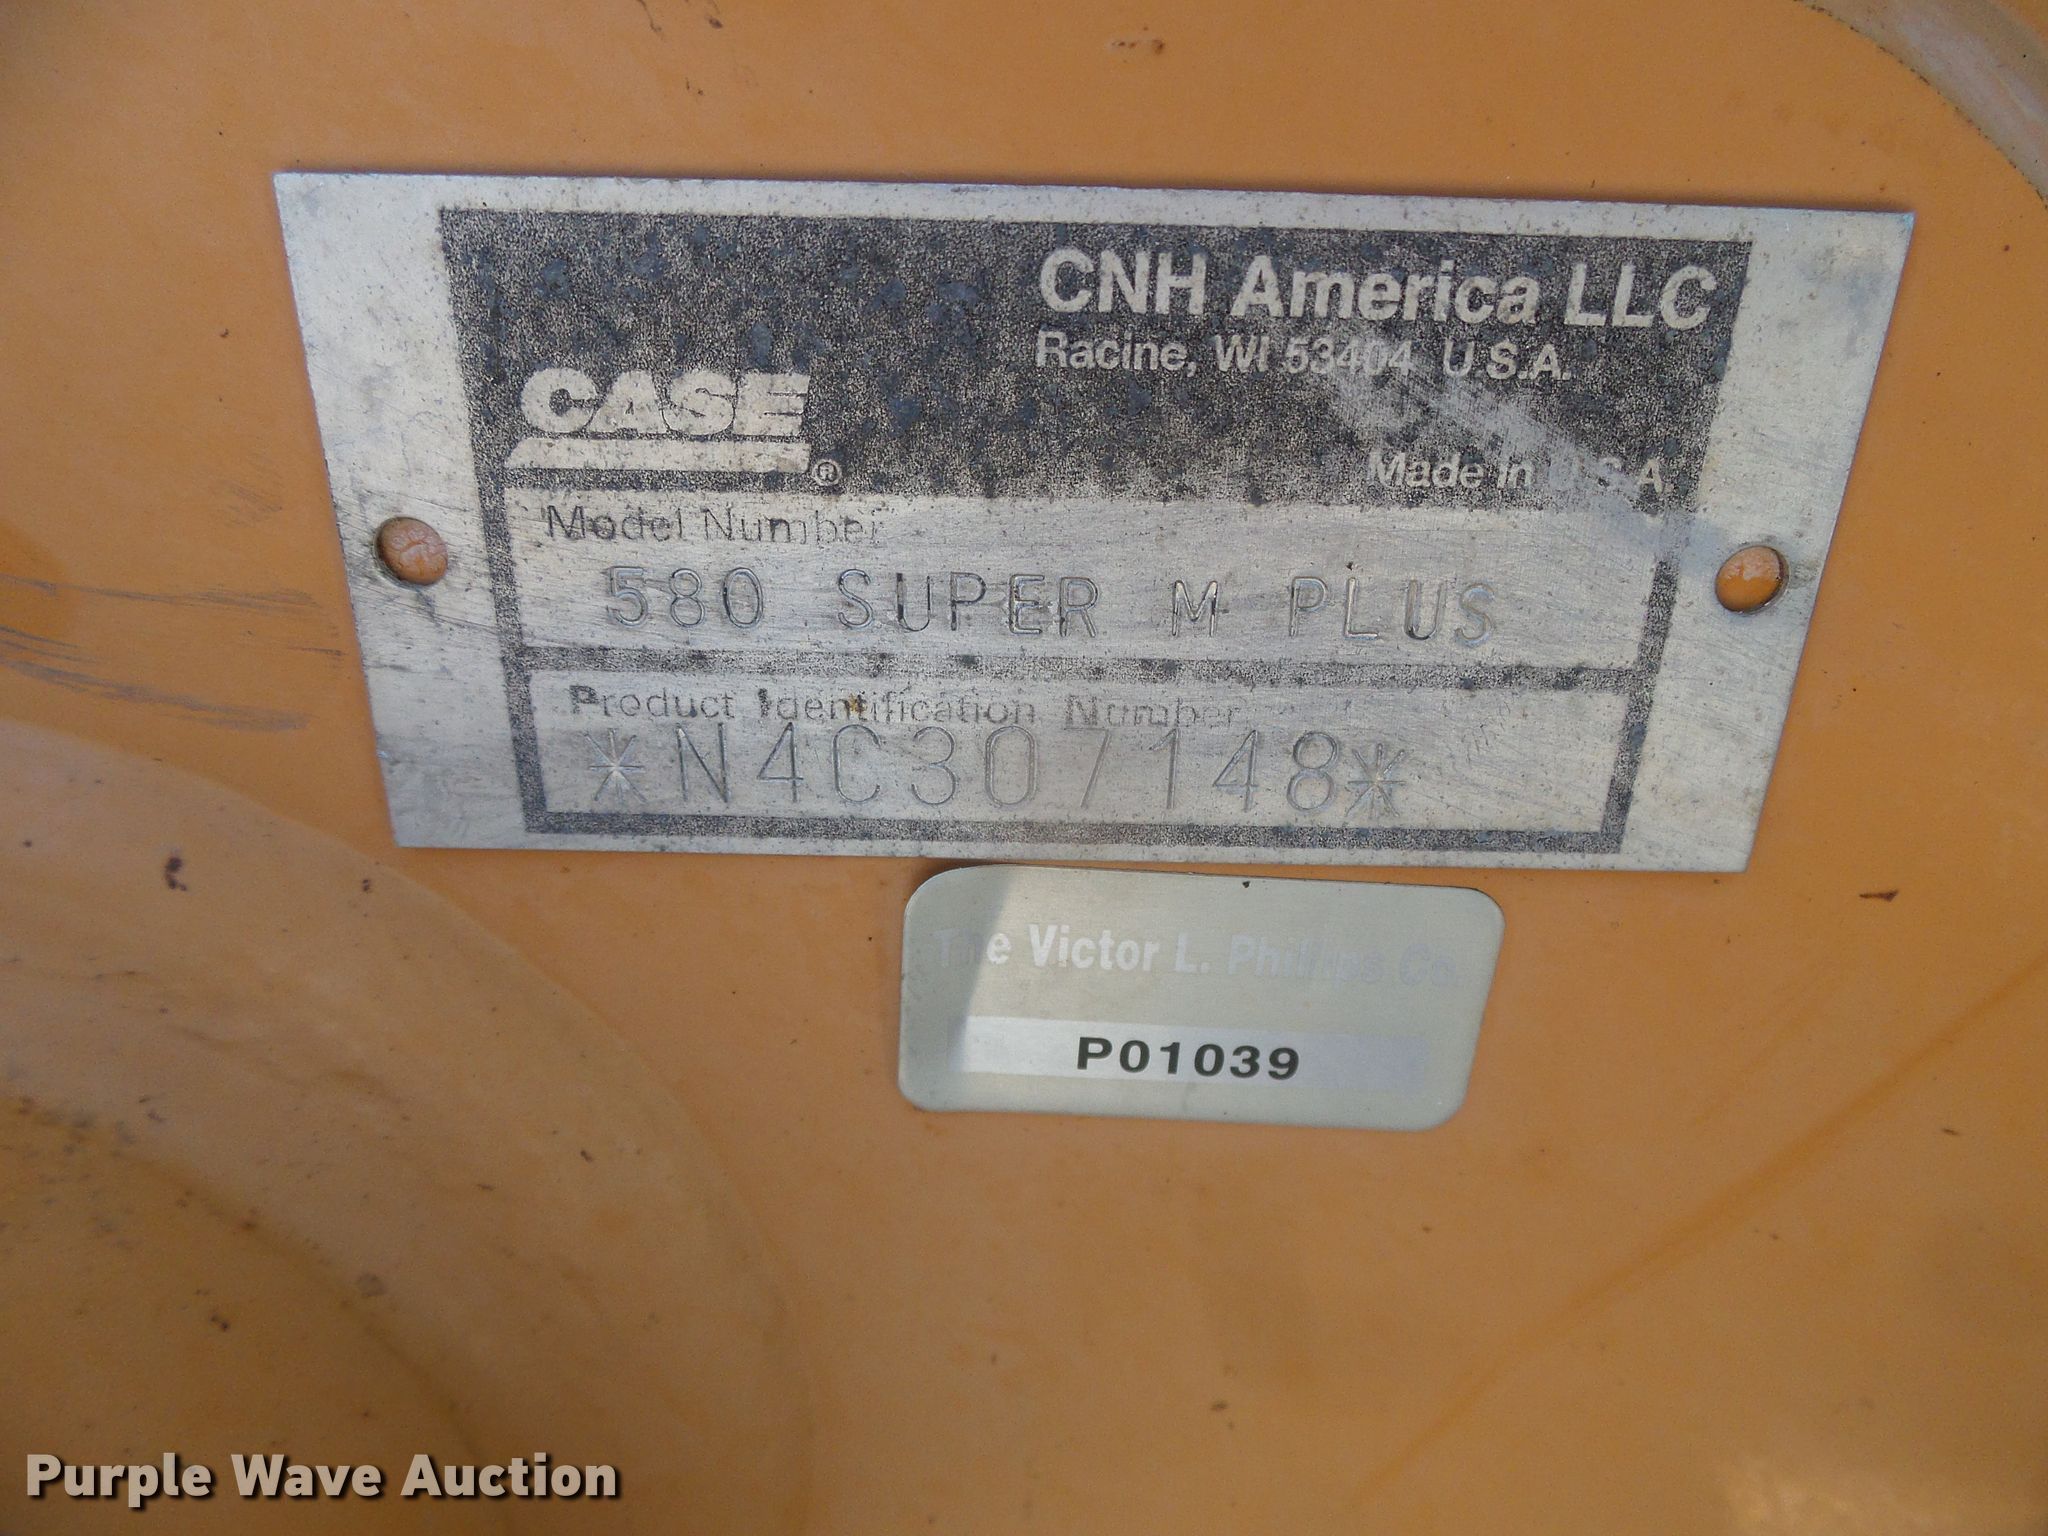 CNH America LLC
Racine, WI 53404 U.S.A.
CASE
®
Made in U.S.A.
Model Number
580 SUPER M PLUS
Product Identification Number
*N4C307148*
The Victor L. Phillips Co.
P01039
Purple Wave Auction